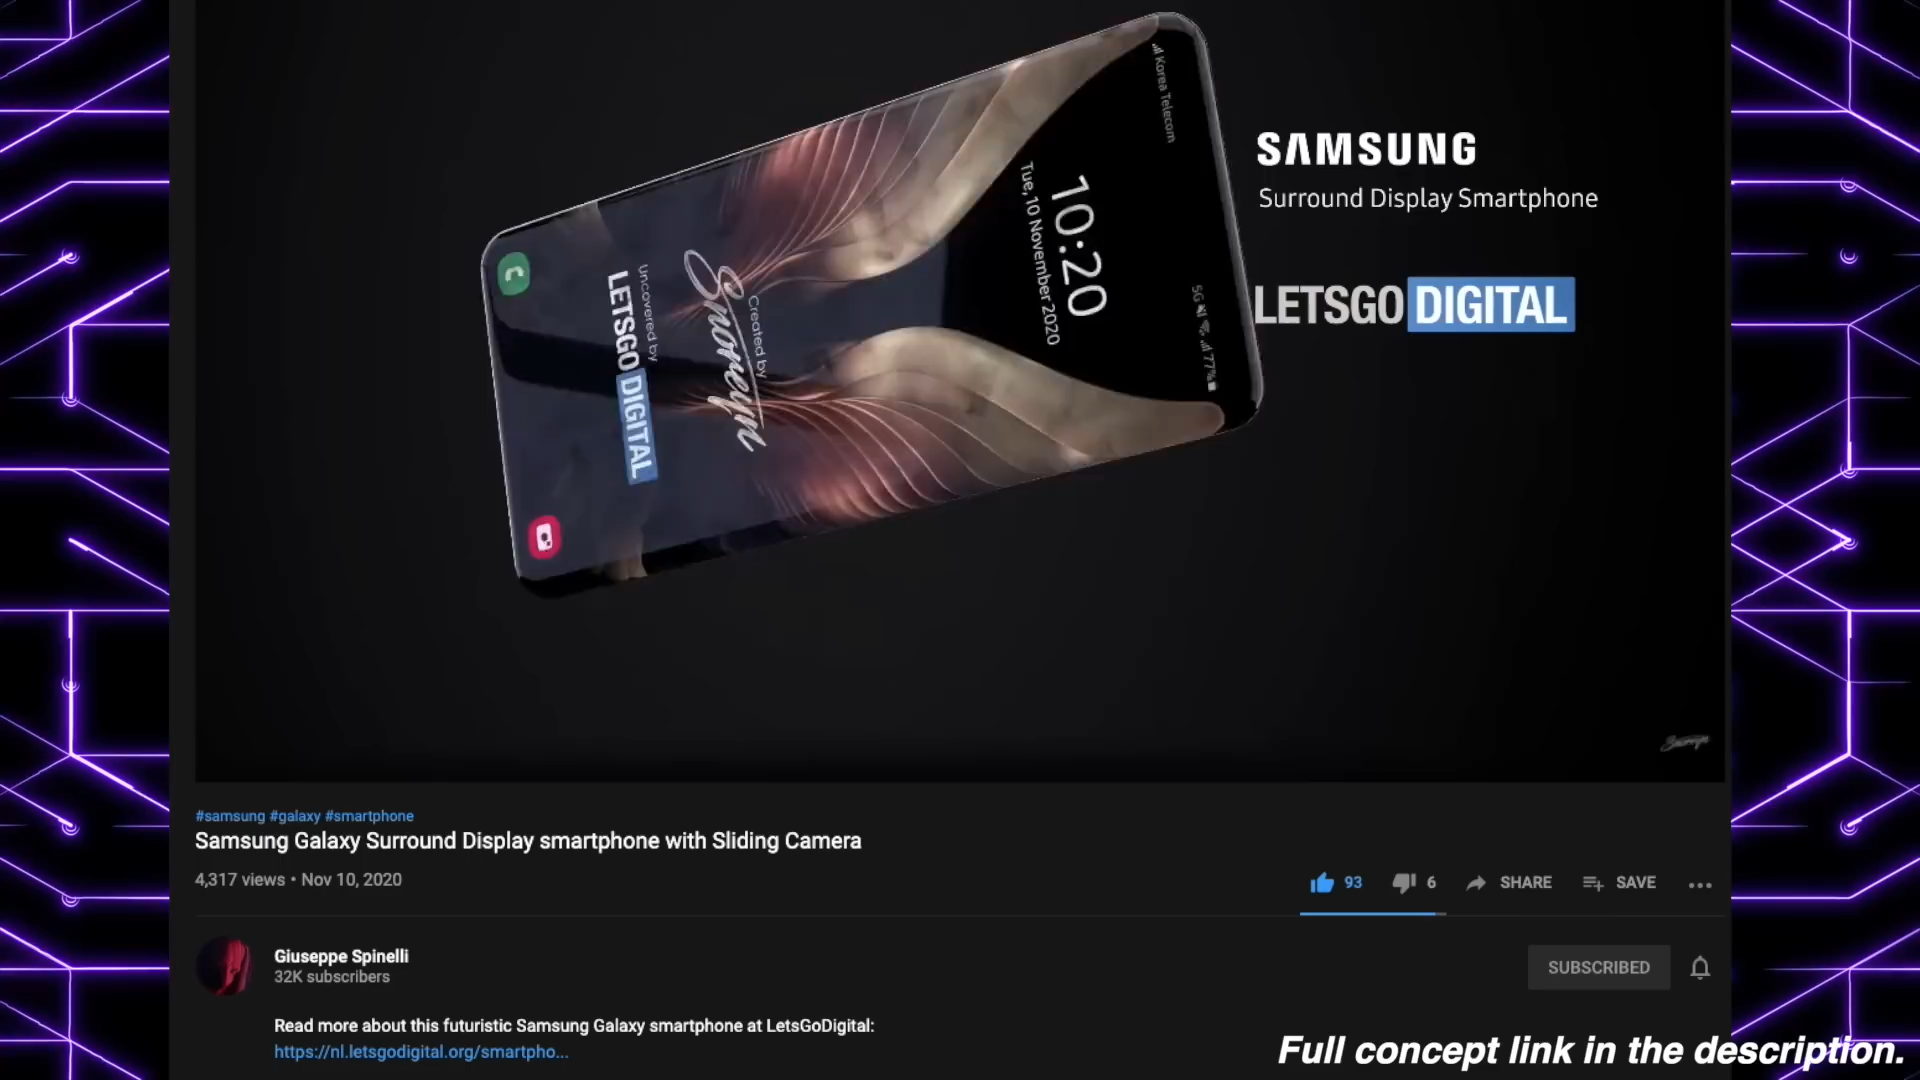 Korea Telecom
5G 77%
10:20
Tue, 10 November 2020
Created by
Snoreyn
Uncovered by
LETSGO DIGITAL
SAMSUNG
Surround Display Smartphone
LETSGO DIGITAL
#samsung #galaxy #smartphone
Samsung Galaxy Surround Display smartphone with Sliding Camera
4,317 views • Nov 10, 2020
93 6 SHARE SAVE
Giuseppe Spinelli
32K subscribers
SUBSCRIBED
Read more about this futuristic Samsung Galaxy smartphone at LetsGoDigital:
https://nl.letsgodigital.org/smartpho...
Full concept link in the description.